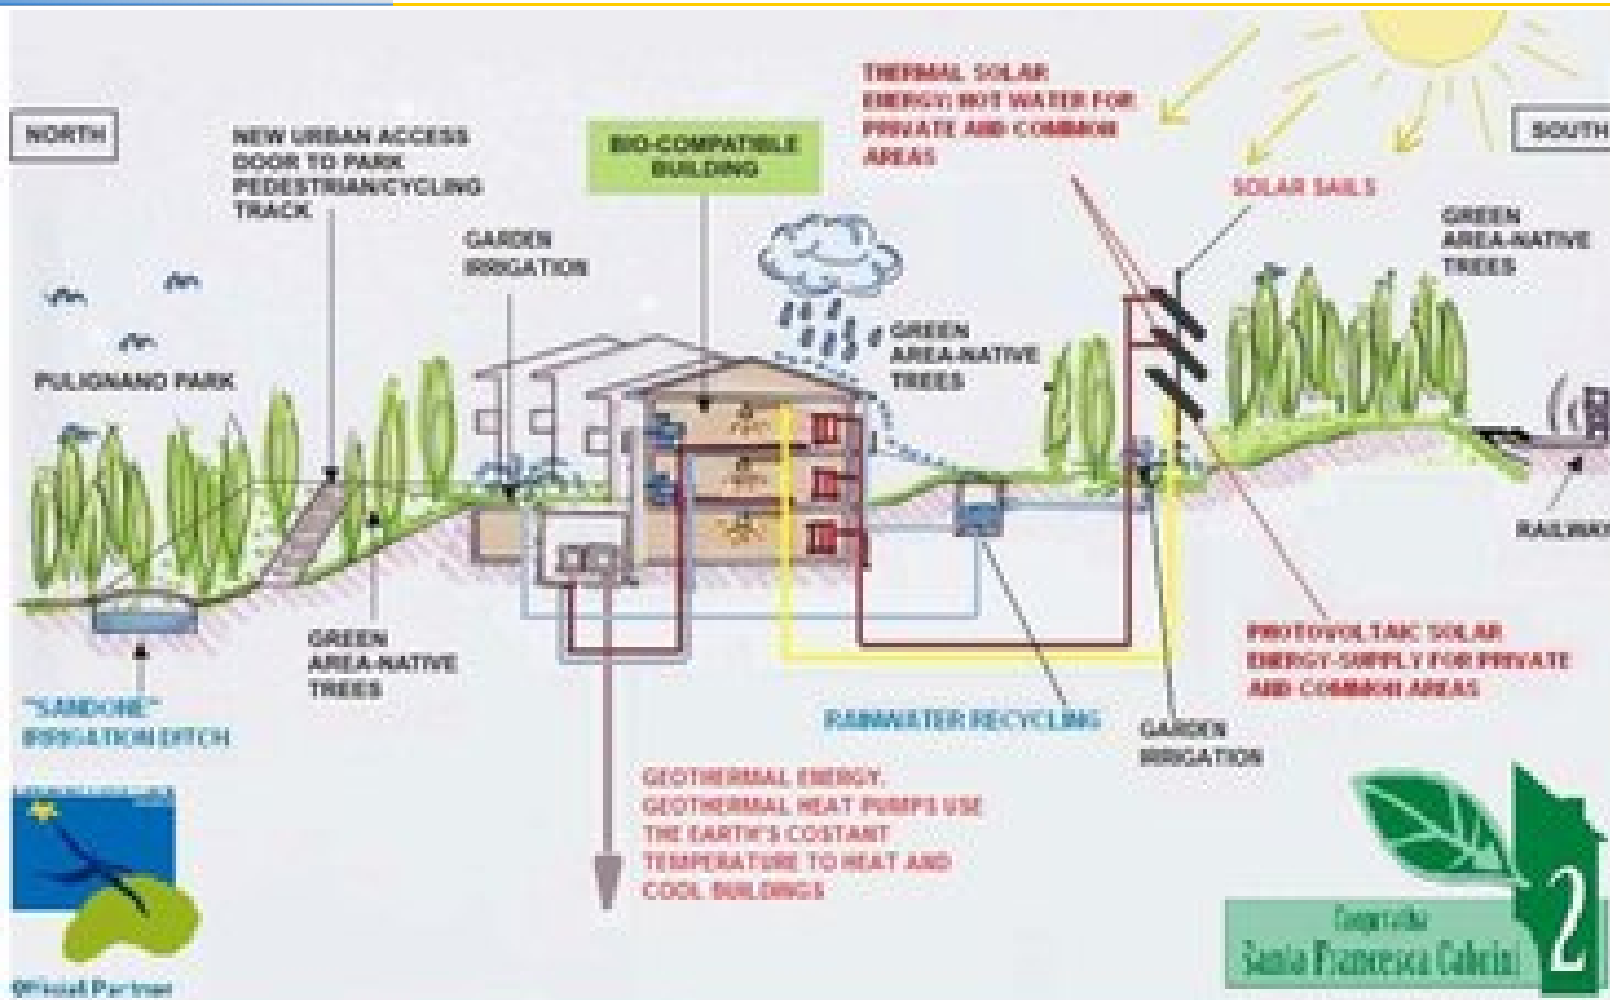 NORTH
NEW URBAN ACCESS
DOOR TO PARK
PEDESTRIAN/CYCLING
TRACK
GARDEN
IRRIGATION
BIO-COMPATIBLE
BUILDING
THERMAL SOLAR
ENERGY: HOT WATER FOR
PRIVATE AND COMMON
AREAS
SOUTH
SOLAR SAILS
GREEN
AREA-NATIVE
TREES
GREEN
AREA-NATIVE
TREES
PULIGNANO PARK
RAILWAY
GREEN
AREA-NATIVE
TREES
"SANDONE"
IRRIGATION DITCH
PHOTOVOLTAIC SOLAR
ENERGY-SUPPLY FOR PRIVATE
AND COMMON AREAS
RAINWATER RECYCLING
GARDEN
IRRIGATION
GEOTHERMAL ENERGY.
GEOTHERMAL HEAT PUMPS USE
THE EARTH'S COSTANT
TEMPERATURE TO HEAT AND
COOL BUILDINGS
Official Partner
Cooperativa
Santa Francesca Cabrini
2